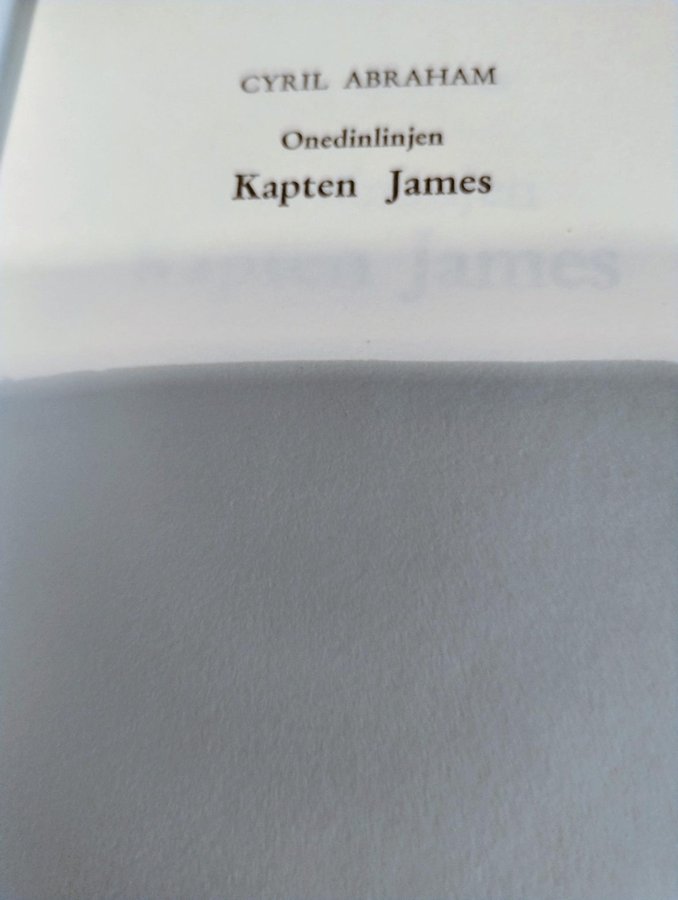 CYRIL ABRAHAM
Onedinlinjen
Kapten James